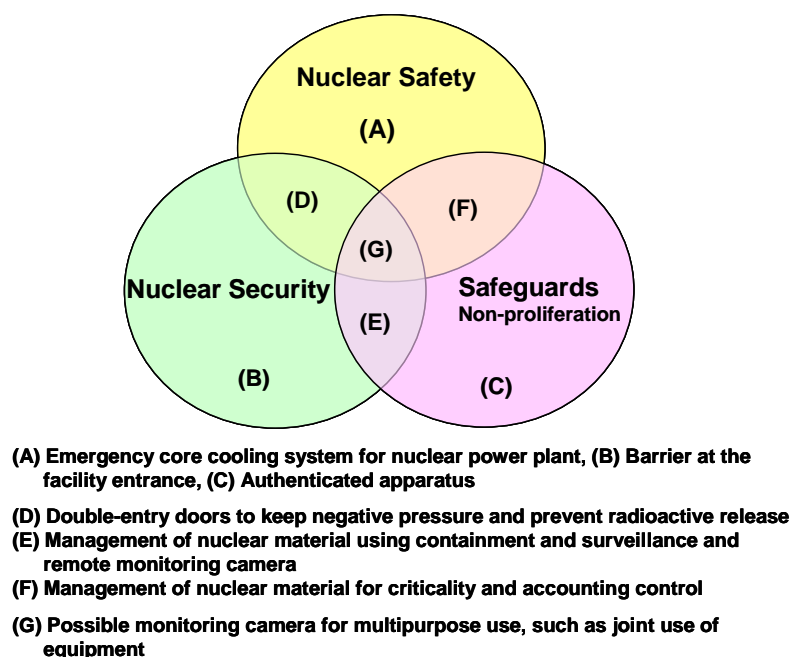 Nuclear Safety
(A)
(D)
(F)
(G)
Nuclear Security
Safeguards
Non-proliferation
(E)
(B)
(C)
(A) Emergency core cooling system for nuclear power plant, (B) Barrier at the
facility entrance, (C) Authenticated apparatus
(D) Double-entry doors to keep negative pressure and prevent radioactive release
(E) Management of nuclear material using containment and surveillance and
remote monitoring camera
(F) Management of nuclear material for criticality and accounting control
(G) Possible monitoring camera for multipurpose use, such as joint use of
equipment